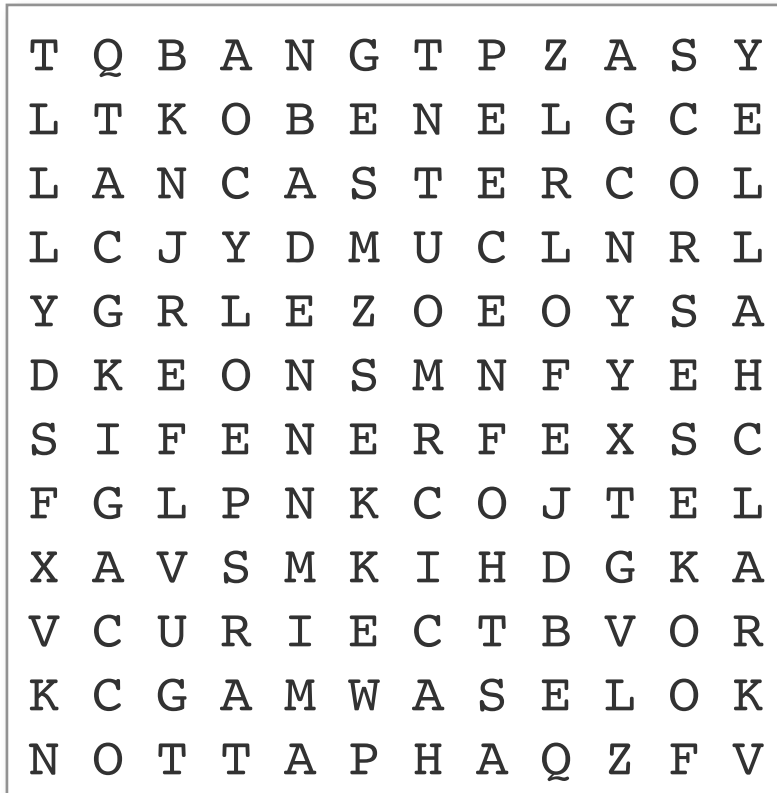 T Q B A N G T P Z A S Y
L T K O B E N E L G C E
L A N C A S T E R C O L
L C J Y D M U C L N R L
Y G R L E Z O E O Y S A
D K E O N S M N F Y E H
S I F E N E R F E X S C
F G L P N K C O J T E L
X A V S M K I H D G K A
V C U R I E C T B V O R
K C G A M W A S E L O K
N O T T A P H A Q Z F V